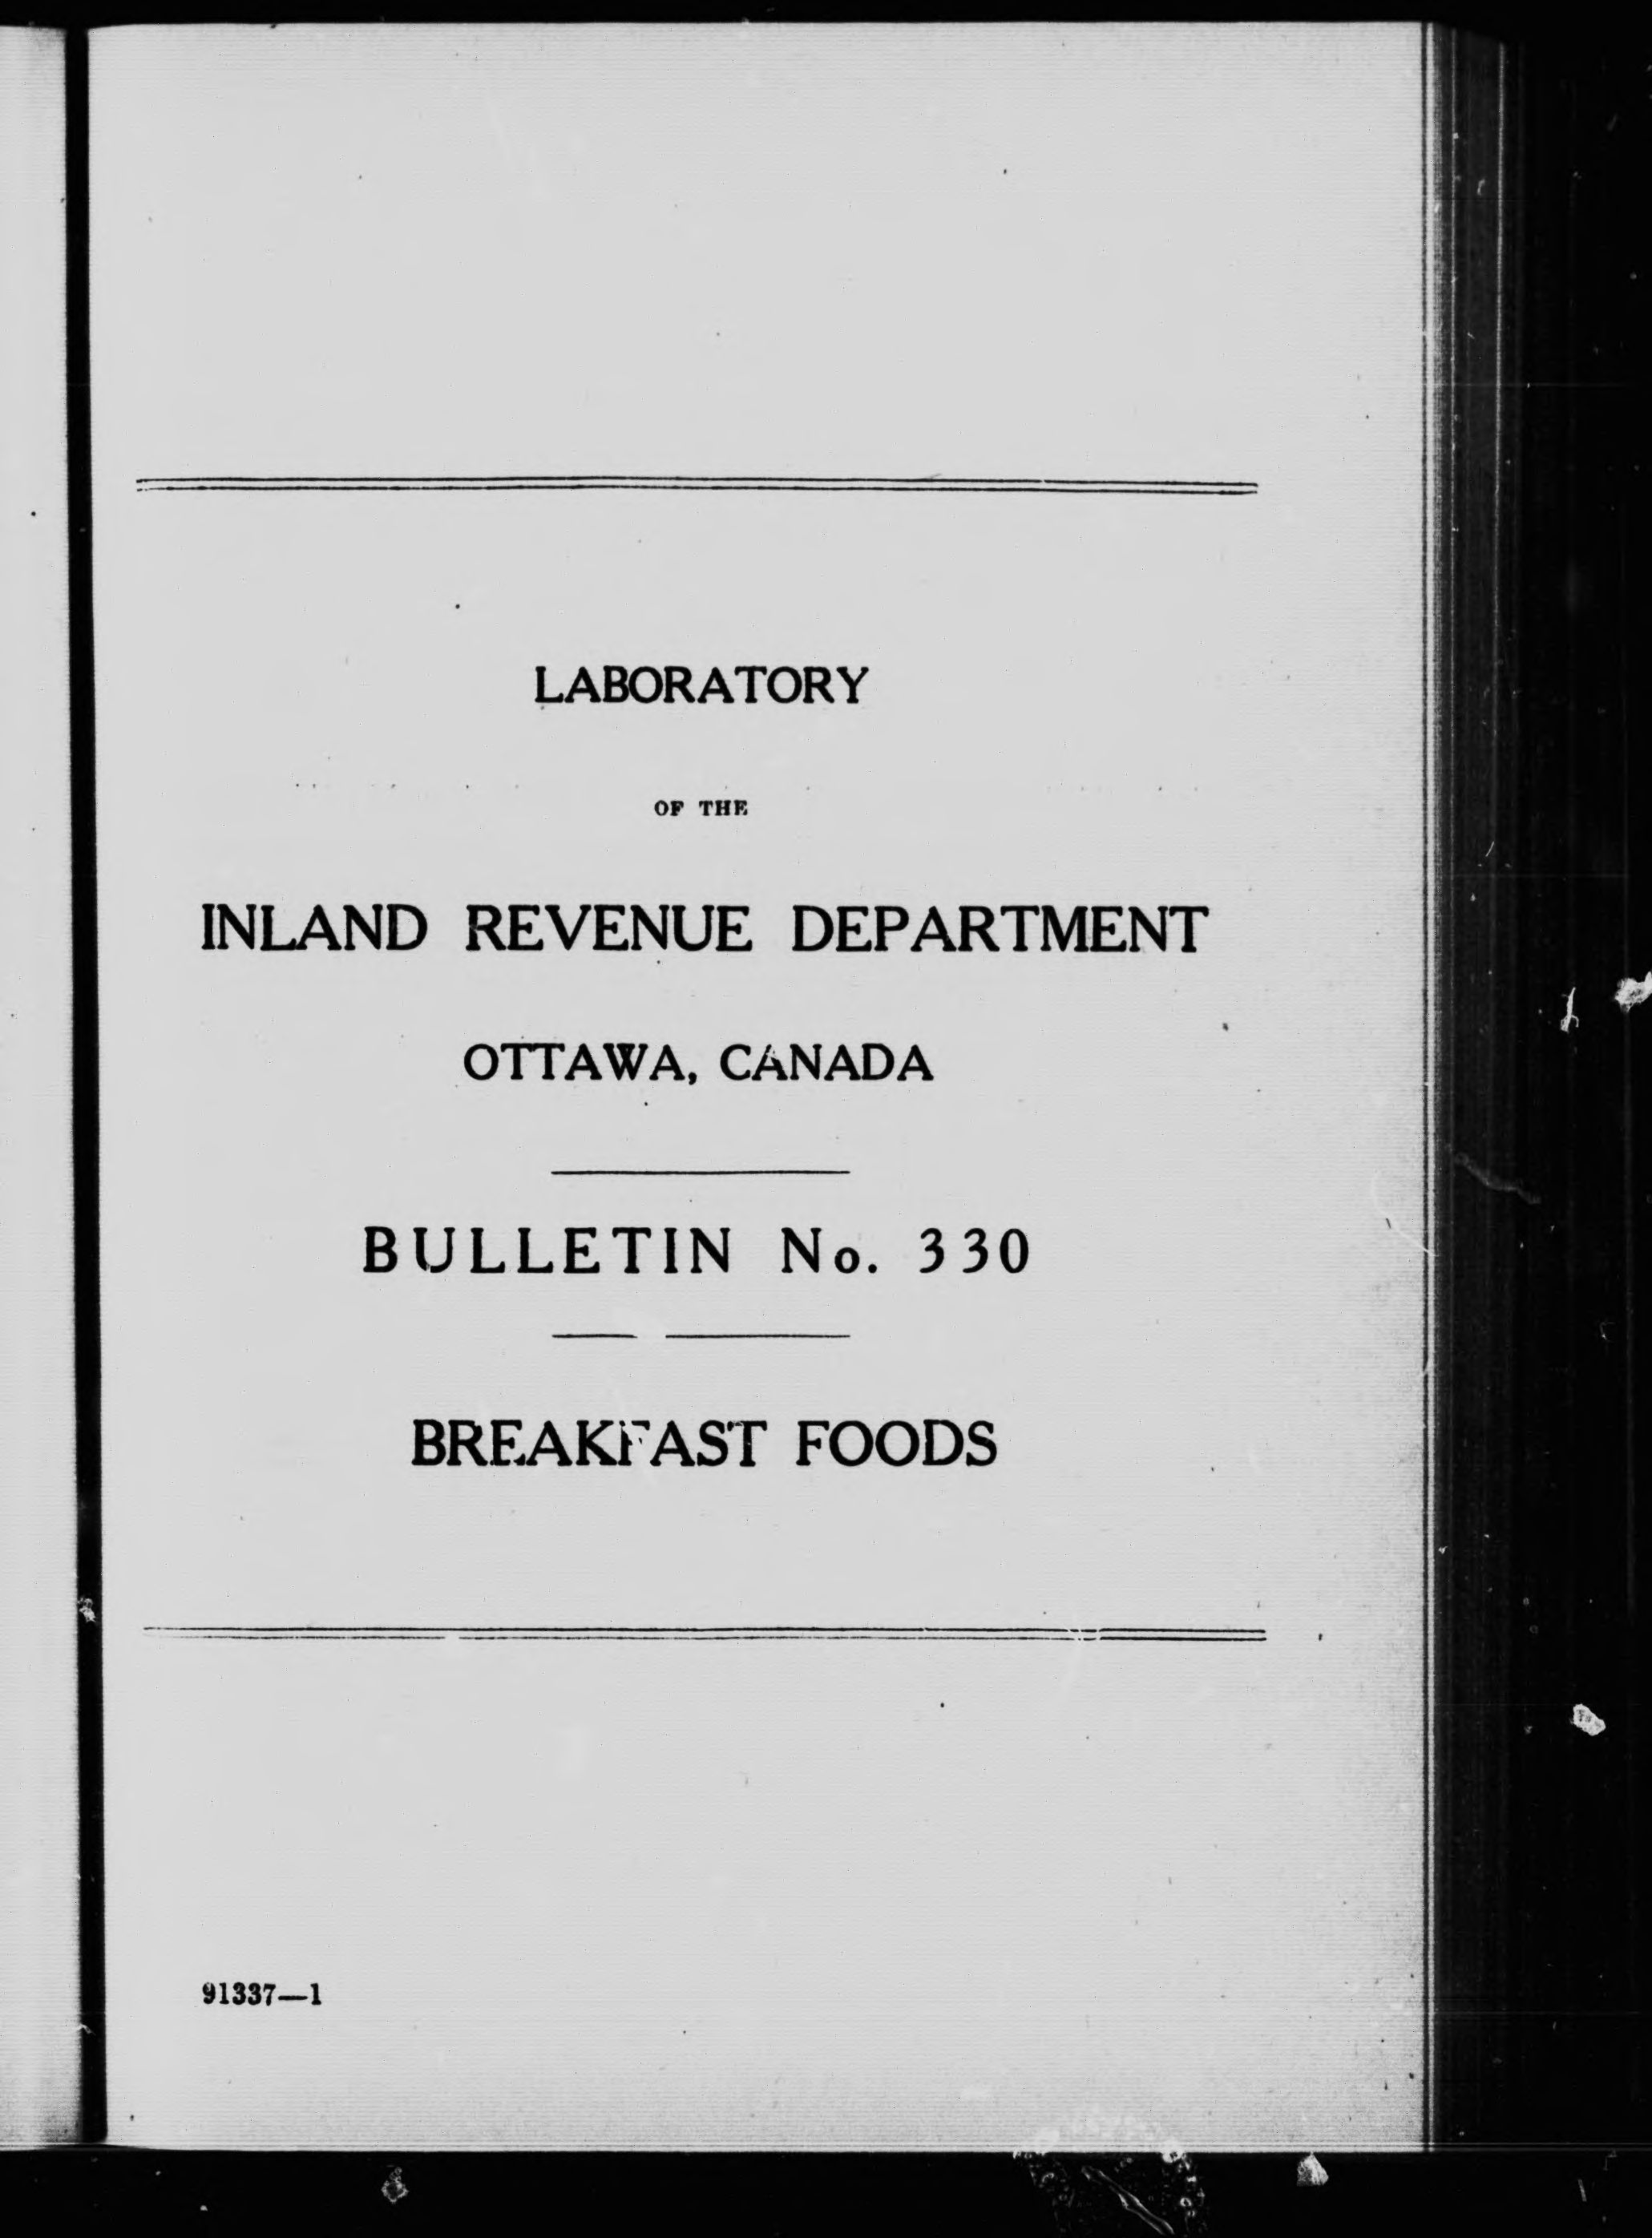 LABORATORY
OF THE
INLAND REVENUE DEPARTMENT
OTTAWA, CANADA
BULLETIN No. 330
BREAKFAST FOODS
91337—1